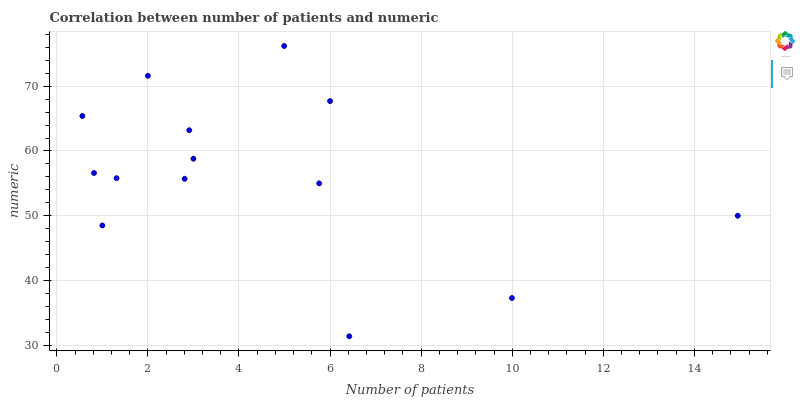 Correlation between number of patients and numeric
70
60
50
40
30
numeric
0 2 4 6 8 10 12 14
Number of patients